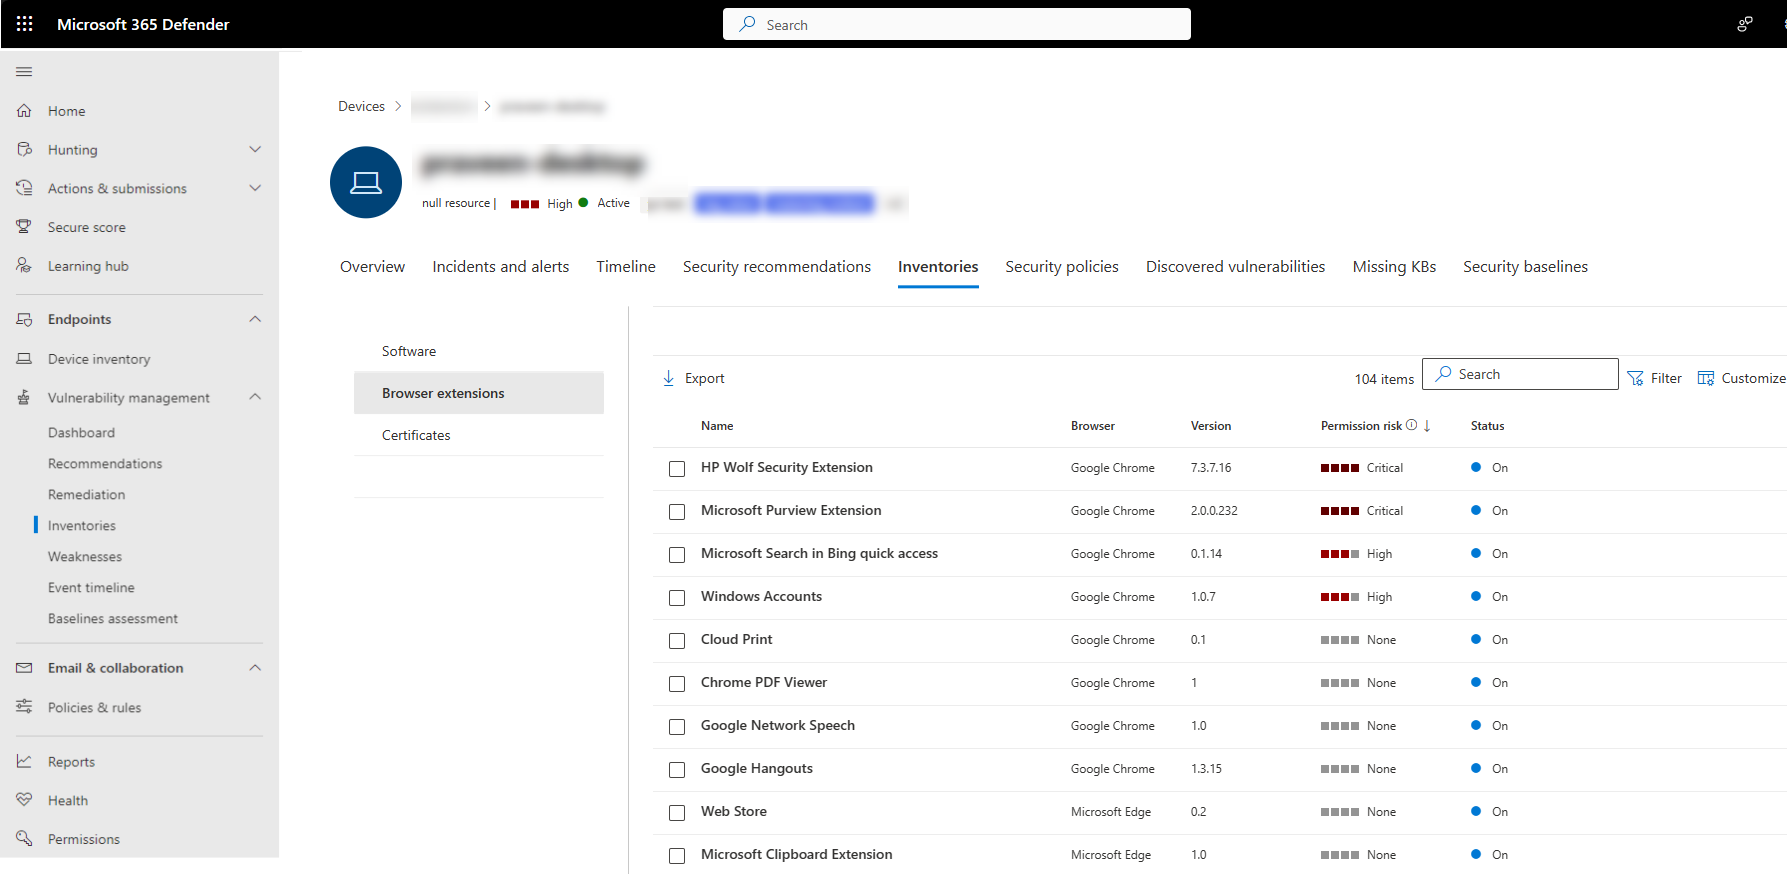 Microsoft 365 Defender
Search
Home
Hunting
Actions & submissions
Secure score
Learning hub
Endpoints
Device inventory
Vulnerability management
Dashboard
Recommendations
Remediation
Inventories
Weaknesses
Event timeline
Baselines assessment
Email & collaboration
Policies & rules
Reports
Health
Permissions
Devices
null resource | High Active
Overview Incidents and alerts Timeline Security recommendations Inventories Security policies Discovered vulnerabilities Missing KBs Security baselines
Software
Browser extensions
Certificates
Export 104 items Search Filter Customize
Name Browser Version Permission risk Status
HP Wolf Security Extension Google Chrome 7.3.7.16 Critical On
Microsoft Purview Extension Google Chrome 2.0.0.232 Critical On
Microsoft Search in Bing quick access Google Chrome 0.1.14 High On
Windows Accounts Google Chrome 1.0.7 High On
Cloud Print Google Chrome 0.1 None On
Chrome PDF Viewer Google Chrome 1 None On
Google Network Speech Google Chrome 1.0 None On
Google Hangouts Google Chrome 1.3.15 None On
Web Store Microsoft Edge 0.2 None On
Microsoft Clipboard Extension Microsoft Edge 1.0 None On